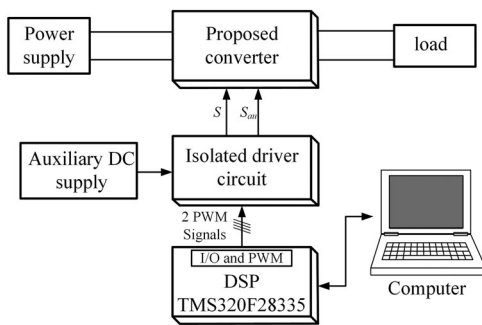 Power
supply
Proposed
converter
load
S
Sau
Auxiliary DC
supply
Isolated driver
circuit
2 PWM
Signals
I/O and PWM
DSP
TMS320F28335
Computer